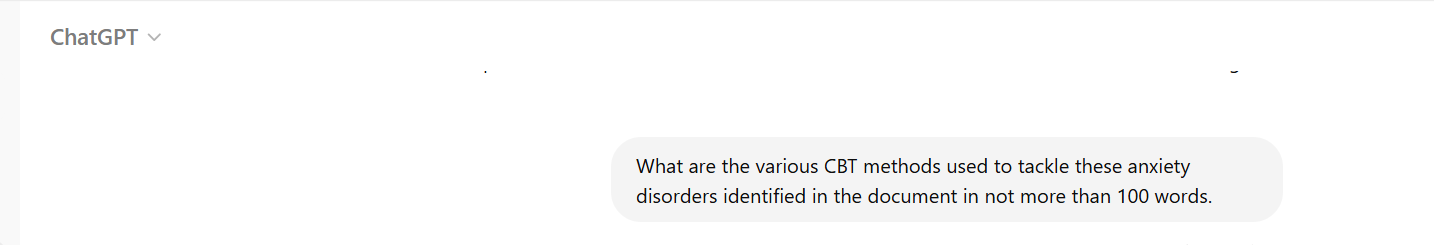 ChatGPT
What are the various CBT methods used to tackle these anxiety
disorders identified in the document in not more than 100 words.